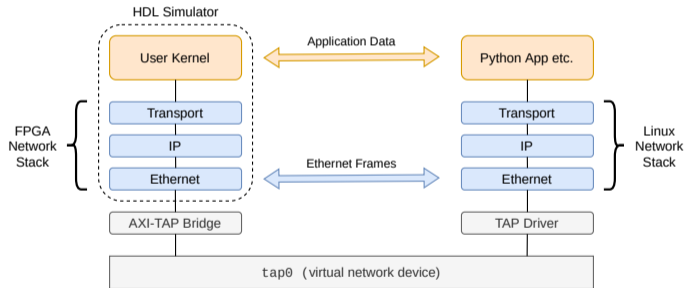 HDL Simulator
User Kernel
Application Data
Python App etc.
Transport
Transport
FPGA
Network
Stack
IP
IP
Linux
Network
Stack
Ethernet
Ethernet Frames
Ethernet
AXI-TAP Bridge
TAP Driver
tap0 (virtual network device)